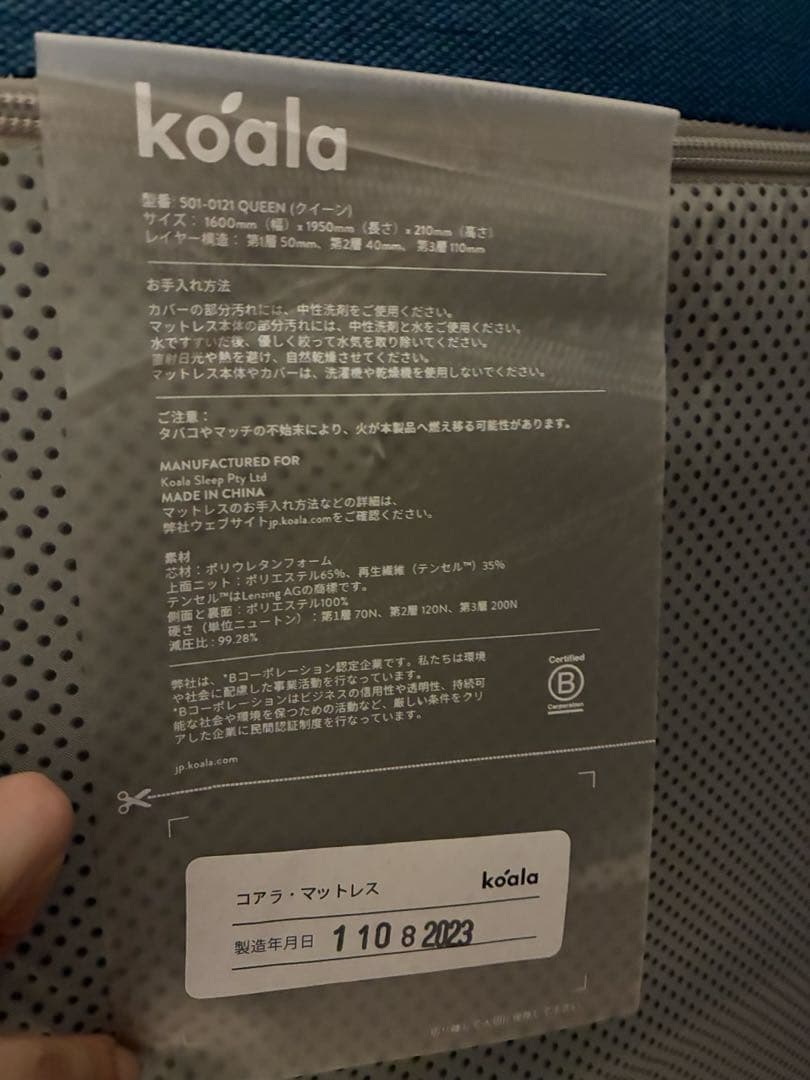 koala
型番: 501-0121 QUEEN (クイーン)
サイズ： 1600mm（幅）x 1950mm（長さ）x 210mm（高さ）
レイヤー構造： 第1層 50mm、第2層 40mm、 第3層 110mm
お手入れ方法
カバーの部分汚れには、中性洗剤をご使用ください。
マットレス本体の部分汚れには、中性洗剤と水をご使用ください。
水ですすいだ後、優しく絞って水気を取り除いてください。
直射日光や熱を避け、自然乾燥させてください。
マットレス本体やカバーは、洗濯機や乾燥機を使用しないでください。
ご注意：
タバコやマッチの不始末により、火が本製品へ燃え移る可能性があります。
MANUFACTURED FOR
Koala Sleep Pty Ltd
MADE IN CHINA
マットレスのお手入れ方法などの詳細は、
弊社ウェブサイトjp.koala.comをご確認ください。
素材
芯材：ポリウレタンフォーム
上面ニット：ポリエステル65%、再生繊維（テンセル™）35%
テンセル™はLenzing AGの商標です。
側面と裏面：ポリエステル100%
硬さ（単位ニュートン）：第1層 70N、第2層 120N、第3層 200N
減圧比：99.28%
弊社は、*Bコーポレーション認定企業です。私たちは環境
や社会に配慮した事業活動を行なっています。
*Bコーポレーションはビジネスの信用性や透明性、持続可
能な社会や環境を保つための活動など、厳しい条件をクリ
アした企業に民間認証制度を行なっています。
Certified
B
Corporation
jp.koala.com
コアラ・マットレス koala
製造年月日 1 10 8 2023
切り離して大切に保管して下さい